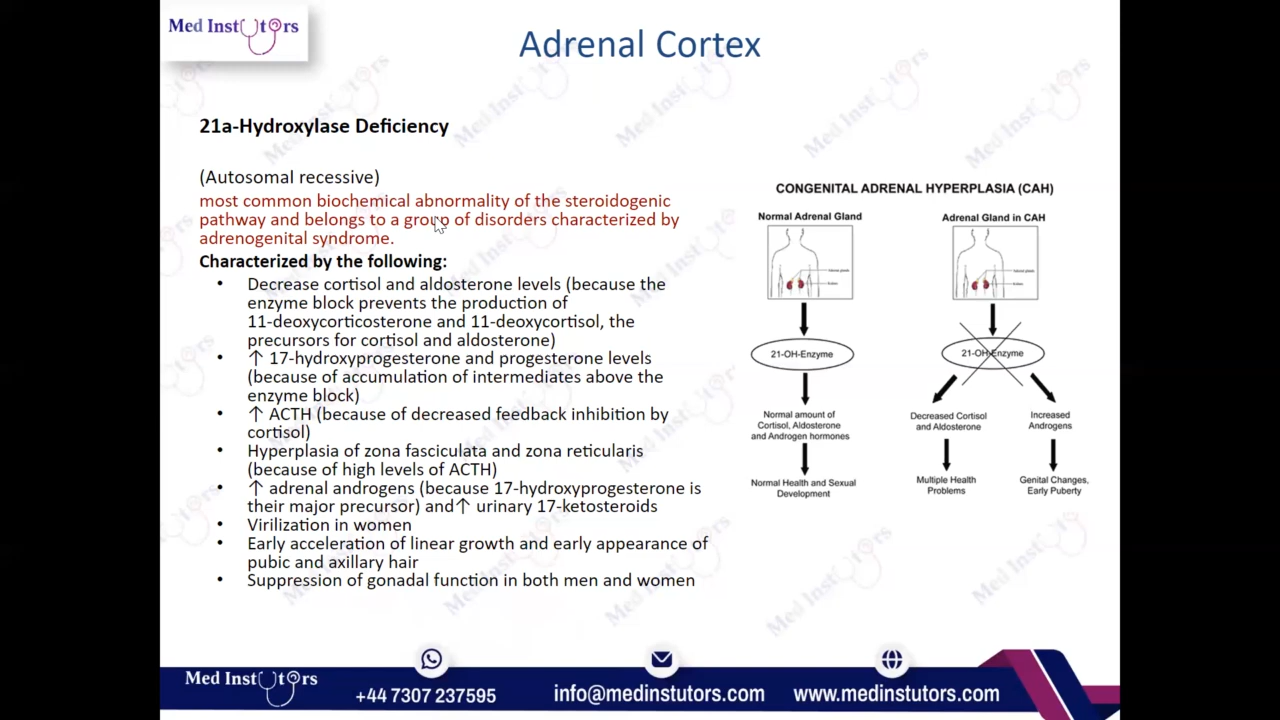 Med Instutors
Adrenal Cortex
21a-Hydroxylase Deficiency
(Autosomal recessive)
most common biochemical abnormality of the steroidogenic
pathway and belongs to a group of disorders characterized by
adrenogenital syndrome.
Characterized by the following:
• Decrease cortisol and aldosterone levels (because the
enzyme block prevents the production of
11-deoxycorticosterone and 11-deoxycortisol, the
precursors for cortisol and aldosterone)
• ↑ 17-hydroxyprogesterone and progesterone levels
(because of accumulation of intermediates above the
enzyme block)
• ↑ ACTH (because of decreased feedback inhibition by
cortisol)
• Hyperplasia of zona fasciculata and zona reticularis
(because of high levels of ACTH)
• ↑ adrenal androgens (because 17-hydroxyprogesterone is
their major precursor) and↑ urinary 17-ketosteroids
• Virilization in women
• Early acceleration of linear growth and early appearance of
pubic and axillary hair
• Suppression of gonadal function in both men and women
CONGENITAL ADRENAL HYPERPLASIA (CAH)
Normal Adrenal Gland
21-OH-Enzyme
Normal amount of
Cortisol, Aldosterone
and Androgen hormones
Normal Health and Sexual
Development
Adrenal Gland in CAH
21-OH-Enzyme
Decreased Cortisol
and Aldosterone
Multiple Health
Problems
Increased
Androgens
Genital Changes,
Early Puberty
Med Instutors
+44 7307 237595
info@medinstutors.com
www.medinstutors.com